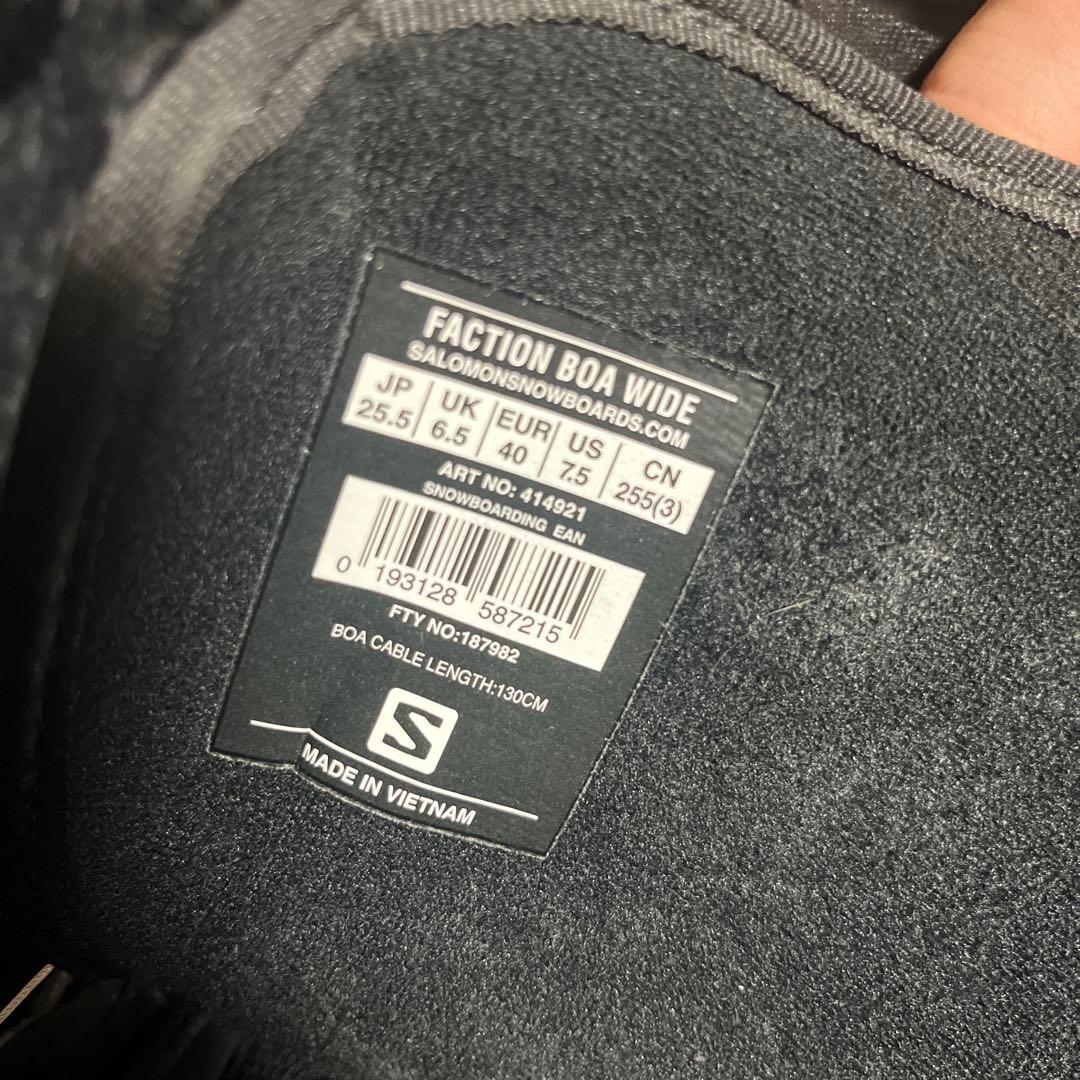 FACTION BOA WIDE
SALOMONSNOWBOARDS.COM
JP UK EUR US CN
25.5 6.5 40 7.5 255(3)
ART NO: 414921
SNOWBOARDING EAN
0 193128 587215
FTY NO:187982
BOA CABLE LENGTH:130CM
S
MADE IN VIETNAM